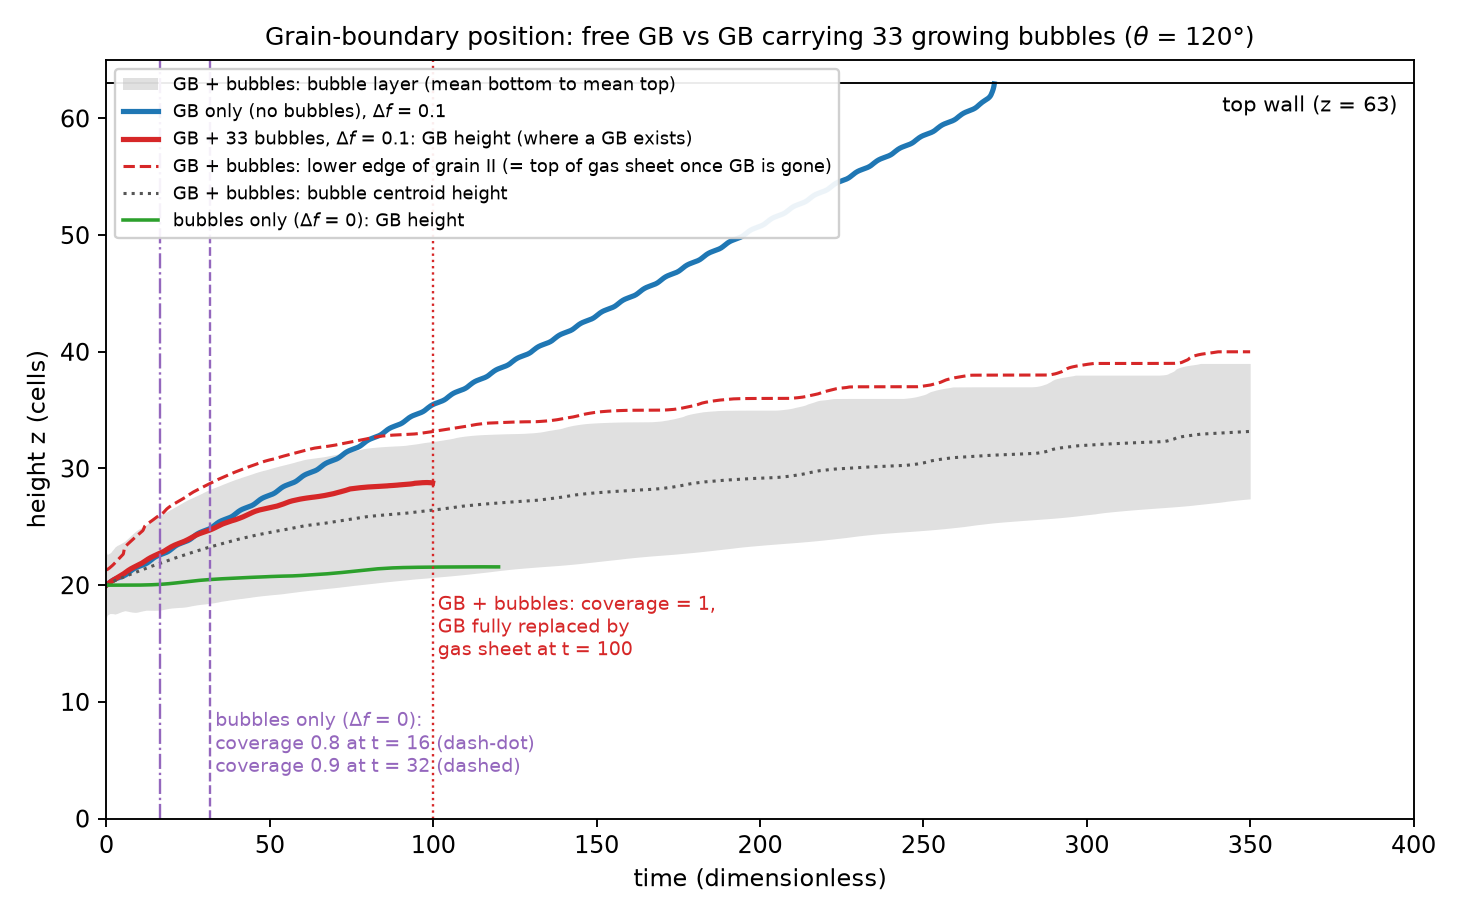 Grain-boundary position: free GB vs GB carrying 33 growing bubbles (θ = 120°)
GB + bubbles: bubble layer (mean bottom to mean top)
GB only (no bubbles), Δf = 0.1
GB + 33 bubbles, Δf = 0.1: GB height (where a GB exists)
GB + bubbles: lower edge of grain II (= top of gas sheet once GB is gone)
GB + bubbles: bubble centroid height
bubbles only (Δf = 0): GB height
top wall (z = 63)
GB + bubbles: coverage = 1,
GB fully replaced by
gas sheet at t = 100
bubbles only (Δf = 0):
coverage 0.8 at t = 16 (dash-dot)
coverage 0.9 at t = 32 (dashed)
height z (cells)
60
50
40
30
20
10
0
0 50 100 150 200 250 300 350 400
time (dimensionless)